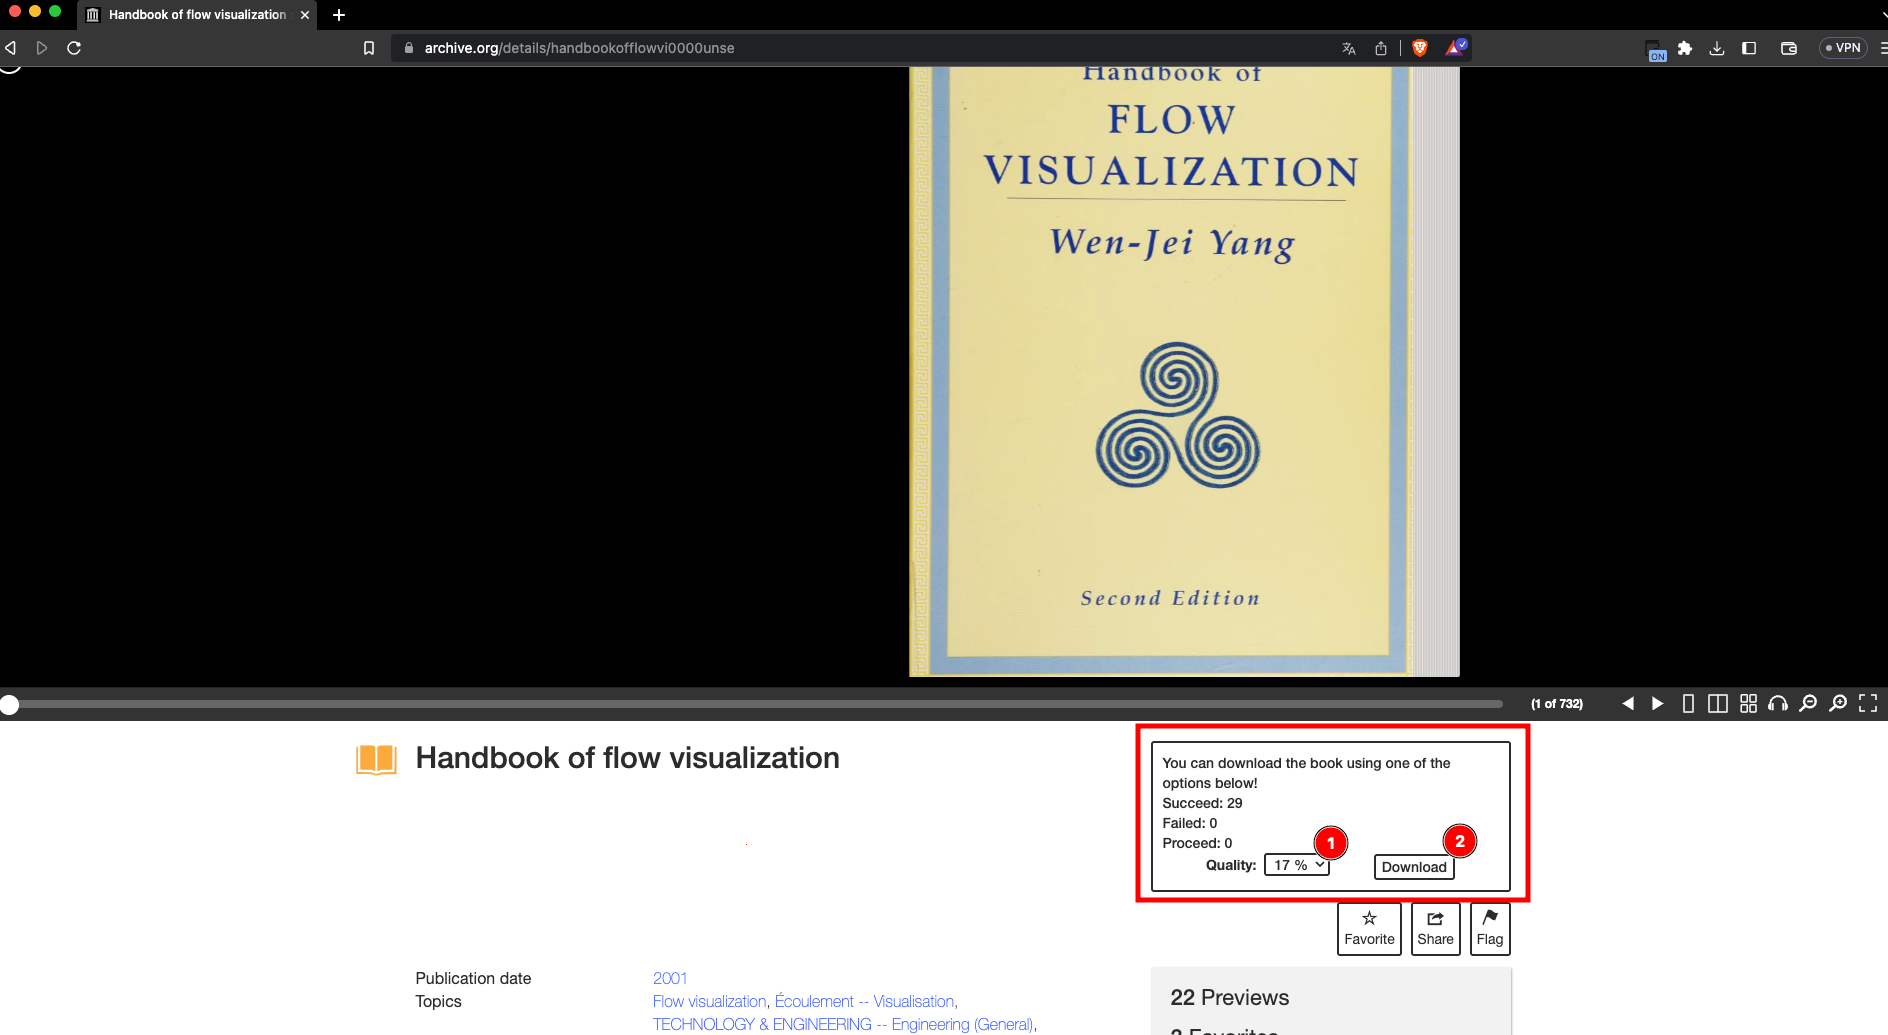 Handbook of flow visualization
archive.org/details/handbookofflowvi0000unse
ON
VPN
Handbook of
FLOW
VISUALIZATION
Wen-Jei Yang
Second Edition
(1 of 732)
Handbook of flow visualization
You can download the book using one of the
options below!
Succeed: 29
Failed: 0
Proceed: 0
1
2
Quality: 17 % Download
Favorite Share Flag
Publication date 2001
Topics Flow visualization, Écoulement -- Visualisation,
TECHNOLOGY & ENGINEERING -- Engineering (General),
22 Previews
2 Favorites